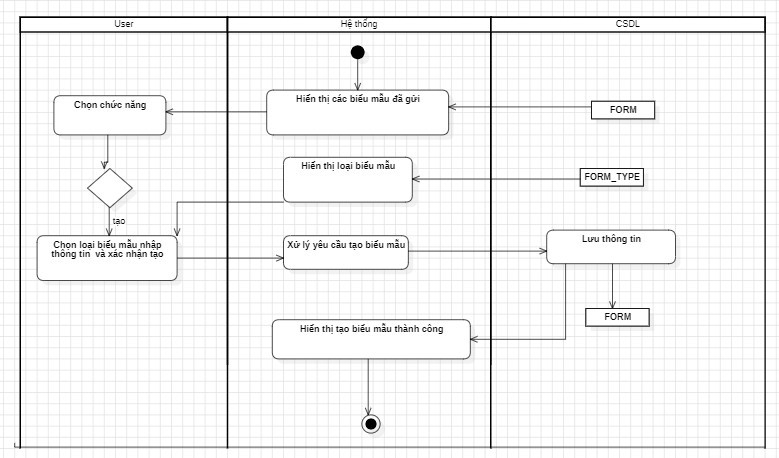 User
Hệ thống
CSDL
Hiển thị các biểu mẫu đã gửi
Chọn chức năng
FORM
Hiển thị loại biểu mẫu
FORM_TYPE
tạo
Chọn loại biểu mẫu nhập
thông tin và xác nhận tạo
Xử lý yêu cầu tạo biểu mẫu
Lưu thông tin
FORM
Hiển thị tạo biểu mẫu thành công